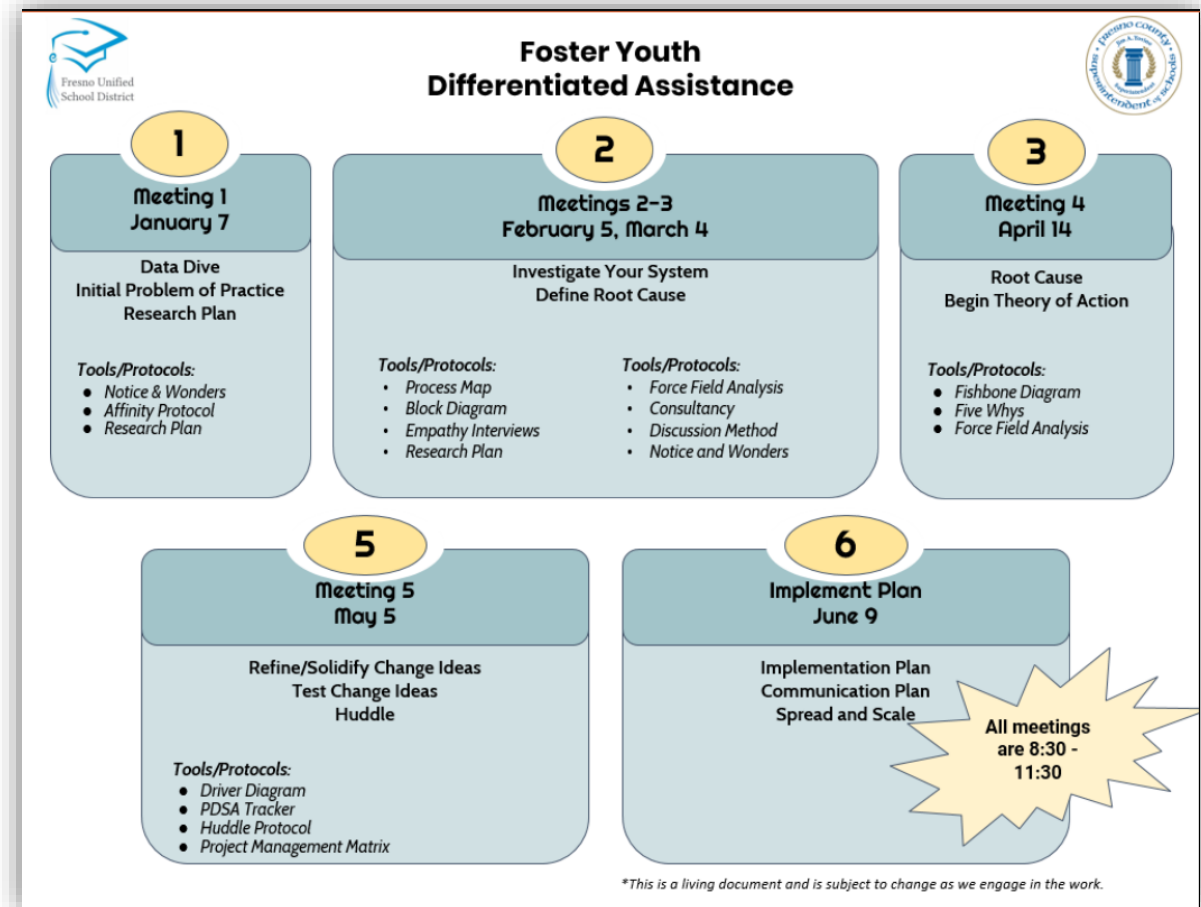 Fresno Unified
School District
Foster Youth
Differentiated Assistance
Fresno County
Superintendent of Schools
1
Meeting 1
January 7
Data Dive
Initial Problem of Practice
Research Plan
Tools/Protocols:
● Notice & Wonders
● Affinity Protocol
● Research Plan
2
Meetings 2-3
February 5, March 4
Investigate Your System
Define Root Cause
Tools/Protocols:
• Process Map
• Block Diagram
• Empathy Interviews
• Research Plan
Tools/Protocols:
• Force Field Analysis
• Consultancy
• Discussion Method
• Notice and Wonders
3
Meeting 4
April 14
Root Cause
Begin Theory of Action
Tools/Protocols:
● Fishbone Diagram
● Five Whys
● Force Field Analysis
5
Meeting 5
May 5
Refine/Solidify Change Ideas
Test Change Ideas
Huddle
Tools/Protocols:
● Driver Diagram
● PDSA Tracker
● Huddle Protocol
● Project Management Matrix
6
Implement Plan
June 9
Implementation Plan
Communication Plan
Spread and Scale
All meetings
are 8:30 -
11:30
*This is a living document and is subject to change as we engage in the work.